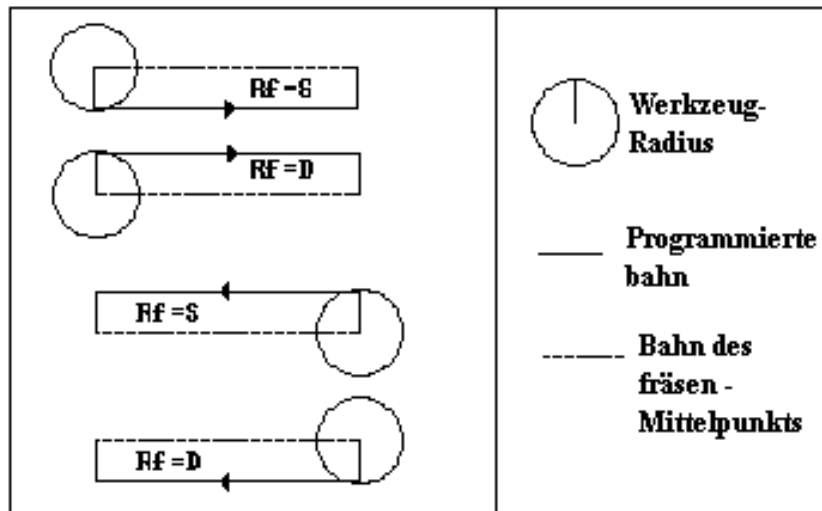 Rf=S
Rf=D
Rf=S
Rf=D
Werkzeug-
Radius
Programmierte
bahn
Bahn des
fräsen -
Mittelpunkts